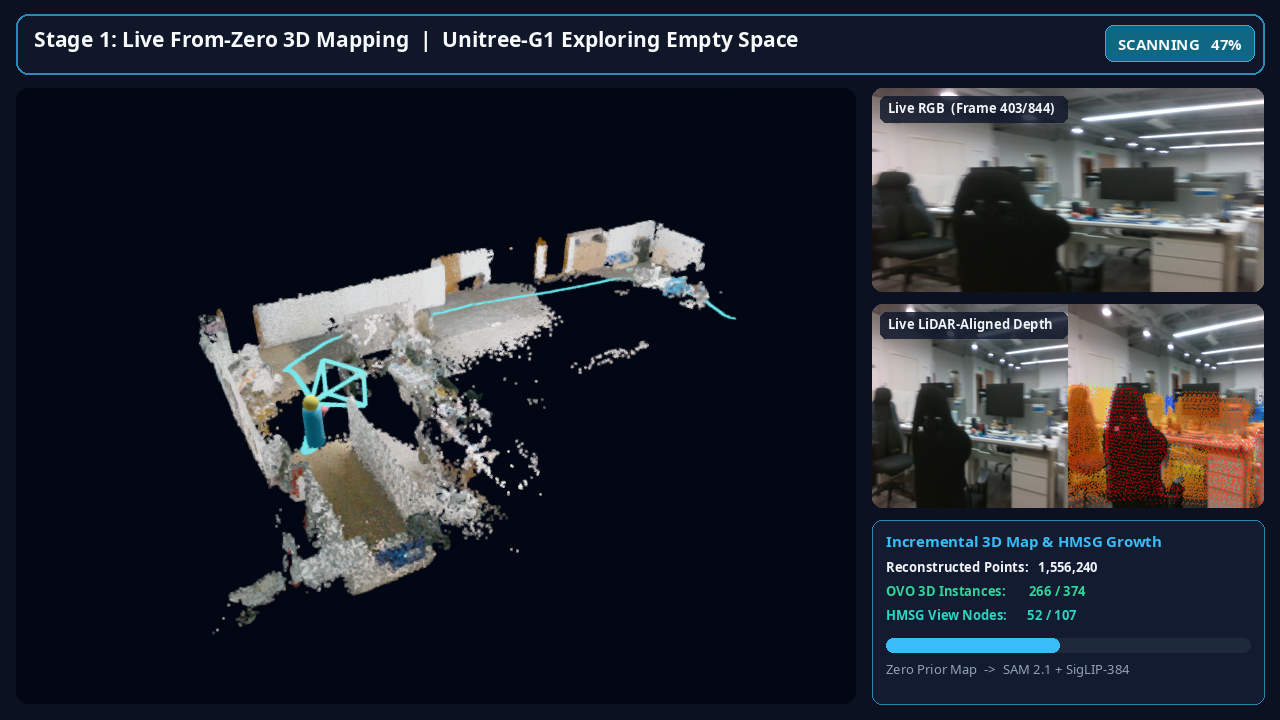 Stage 1: Live From-Zero 3D Mapping | Unitree-G1 Exploring Empty Space
SCANNING 47%
Live RGB (Frame 403/844)
Live LiDAR-Aligned Depth
Incremental 3D Map & HMSG Growth
Reconstructed Points: 1,556,240
OVO 3D Instances: 266 / 374
HMSG View Nodes: 52 / 107
Zero Prior Map -> SAM 2.1 + SigLIP-384